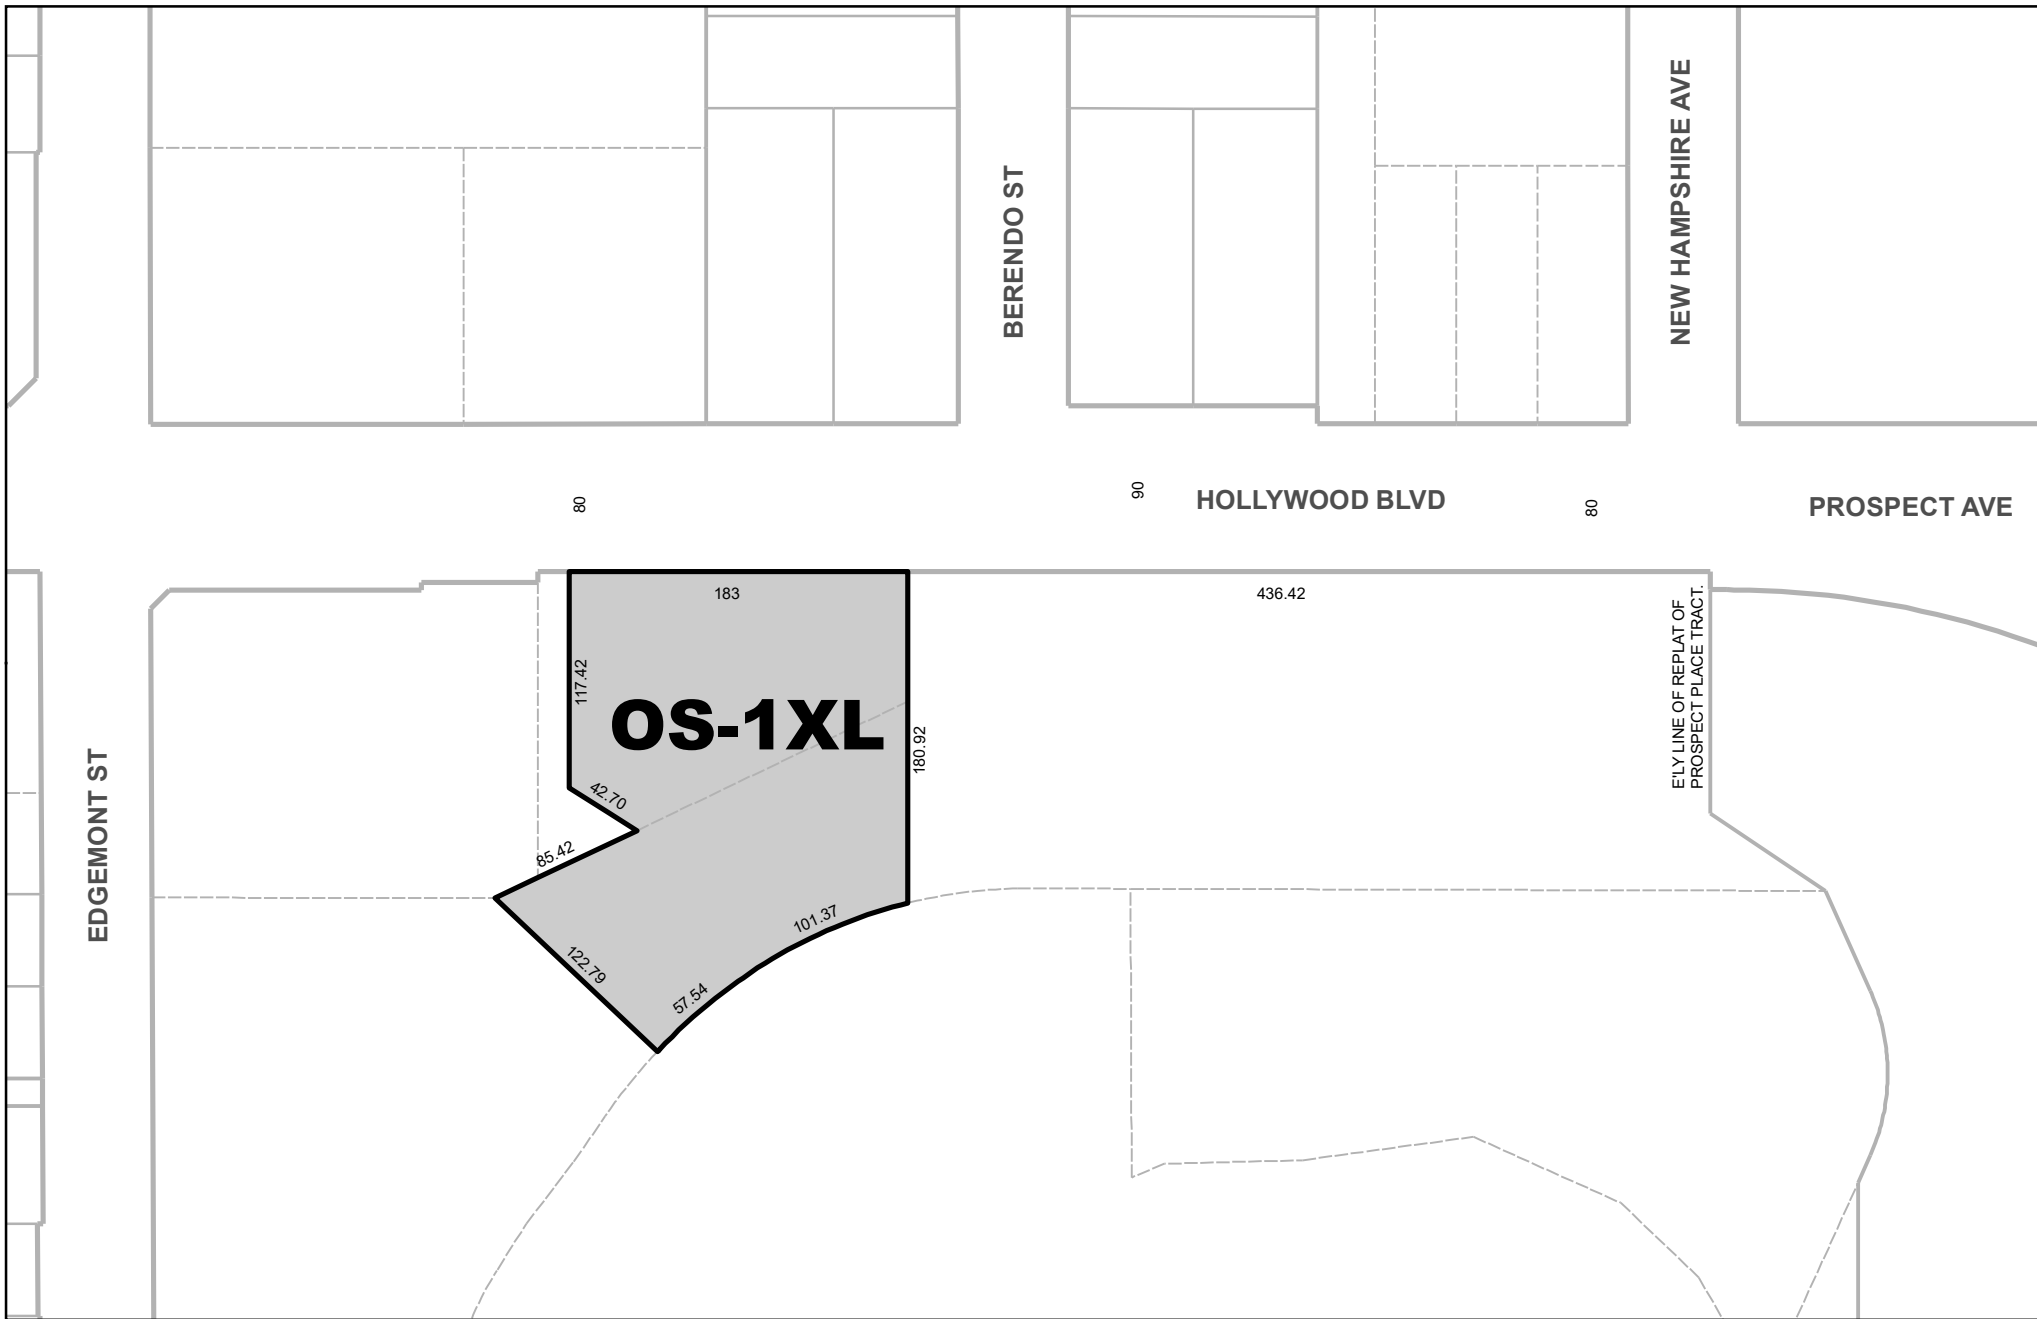 NEW HAMPSHIRE AVE
BERENDO ST
80
90
HOLLYWOOD BLVD
80
PROSPECT AVE
183
436.42
E'LY LINE OF REPLAT OF
PROSPECT PLACE TRACT.
117.42
OS-1XL
180.92
42.70
85.42
EDGEMONT ST
101.37
122.79
57.54